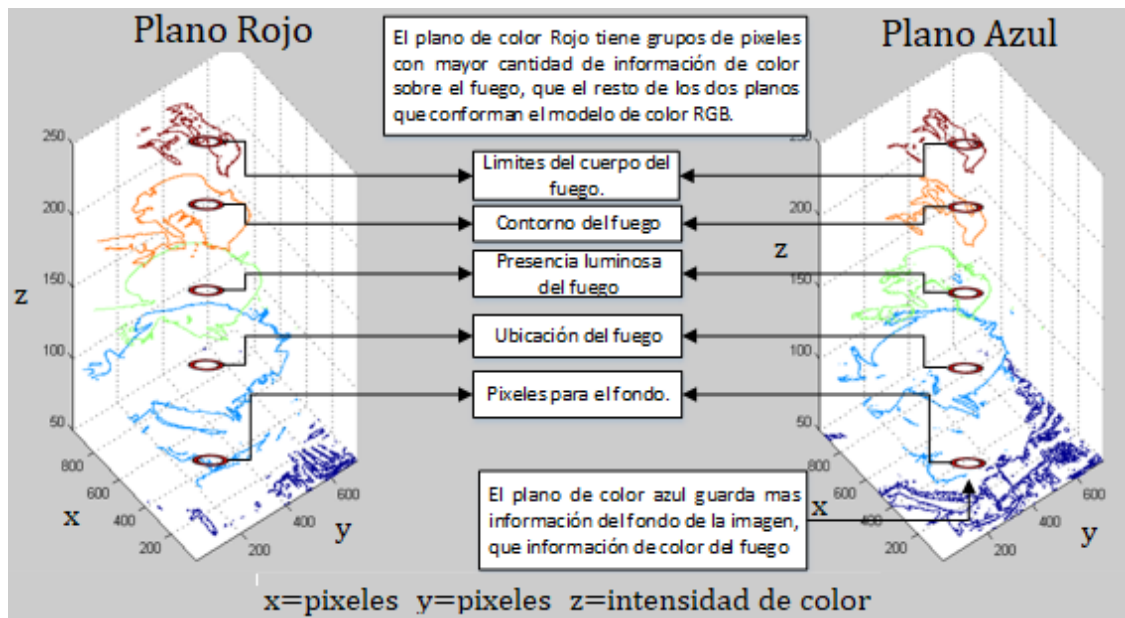 Plano Rojo
El plano de color Rojo tiene grupos de pixeles
con mayor cantidad de información de color
sobre el fuego, que el resto de los dos planos
que conforman el modelo de color RGB.
Plano Azul
Limites del cuerpo del
fuego.
Contorno del fuego
Presencia luminosa
del fuego
Ubicación del fuego
Pixeles para el fondo.
El plano de color azul guarda mas
información del fondo de la imagen,
que información de color del fuego
250
200
150
100
50
z
800
600
400
200
x
200
400
600
y
250
200
150
100
50
z
800
600
400
200
x
200
400
600
y
x=pixeles y=pixeles z=intensidad de color